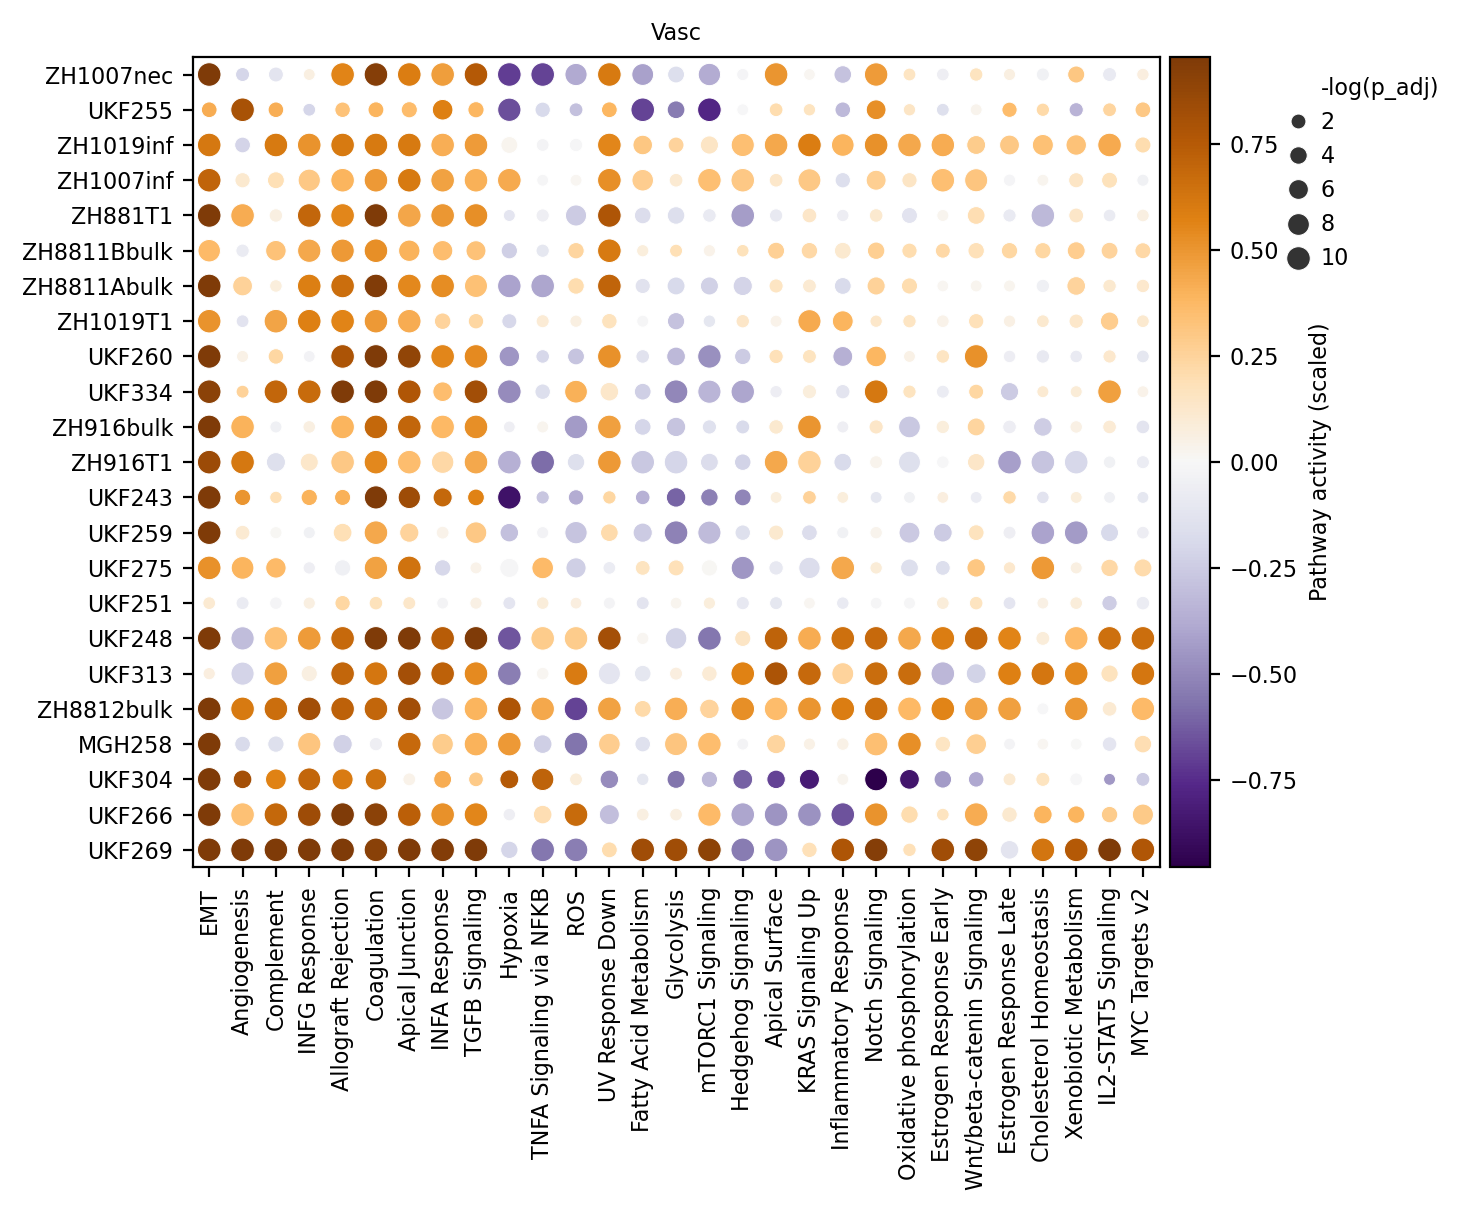 Vasc
ZH1007nec
UKF255
ZH1019inf
ZH1007inf
ZH881T1
ZH8811Bbulk
ZH8811Abulk
ZH1019T1
UKF260
UKF334
ZH916bulk
ZH916T1
UKF243
UKF259
UKF275
UKF251
UKF248
UKF313
ZH8812bulk
MGH258
UKF304
UKF266
UKF269
EMT
Angiogenesis
Complement
INFG Response
Allograft Rejection
Coagulation
Apical Junction
INFA Response
TGFB Signaling
Hypoxia
TNFA Signaling via NFKB
ROS
UV Response Down
Fatty Acid Metabolism
Glycolysis
mTORC1 Signaling
Hedgehog Signaling
Apical Surface
KRAS Signaling Up
Inflammatory Response
Notch Signaling
Oxidative phosphorylation
Estrogen Response Early
Wnt/beta-catenin Signaling
Estrogen Response Late
Cholesterol Homeostasis
Xenobiotic Metabolism
IL2-STAT5 Signaling
MYC Targets v2
0.75
0.50
0.25
0.00
−0.25
−0.50
−0.75
Pathway activity (scaled)
-log(p_adj)
2
4
6
8
10